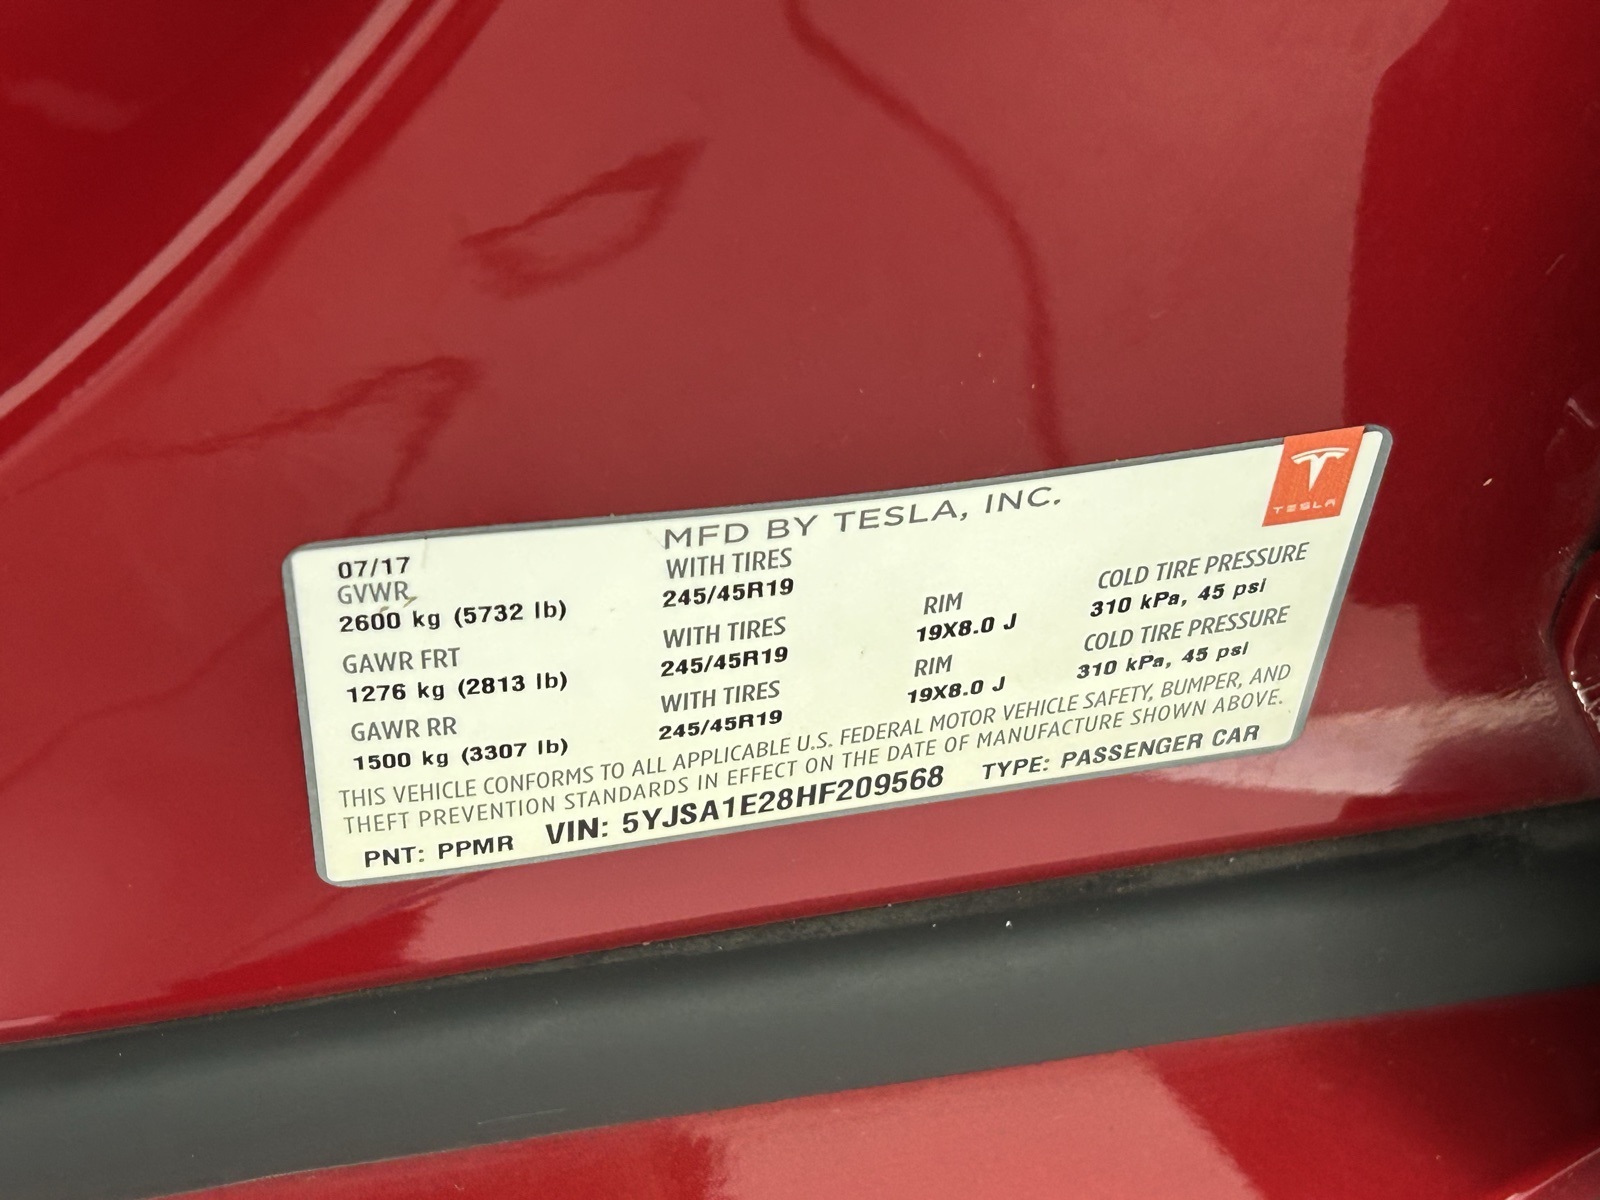 TESLA
MFD BY TESLA, INC.
07/17
GVWR
2600 kg (5732 lb)
WITH TIRES
245/45R19
RIM
19X8.0 J
COLD TIRE PRESSURE
310 kPa, 45 psi
GAWR FRT
1276 kg (2813 lb)
WITH TIRES
245/45R19
RIM
19X8.0 J
COLD TIRE PRESSURE
310 kPa, 45 psi
GAWR RR
1500 kg (3307 lb)
WITH TIRES
245/45R19
THIS VEHICLE CONFORMS TO ALL APPLICABLE U.S. FEDERAL MOTOR VEHICLE SAFETY, BUMPER, AND
THEFT PREVENTION STANDARDS IN EFFECT ON THE DATE OF MANUFACTURE SHOWN ABOVE.
PNT: PPMR VIN: 5YJSA1E28HF209568 TYPE: PASSENGER CAR